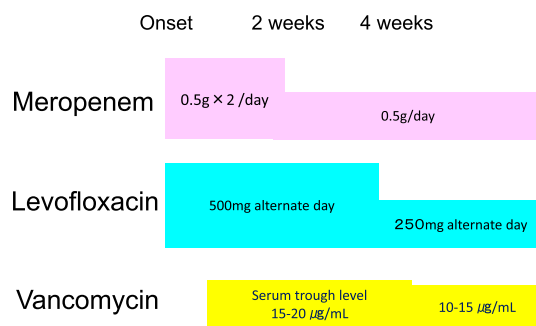 Onset 2 weeks 4 weeks
Meropenem 0.5g×2 /day 0.5g/day
Levofloxacin 500mg alternate day 250mg alternate day
Vancomycin Serum trough level
15-20 μg/mL 10-15 μg/mL